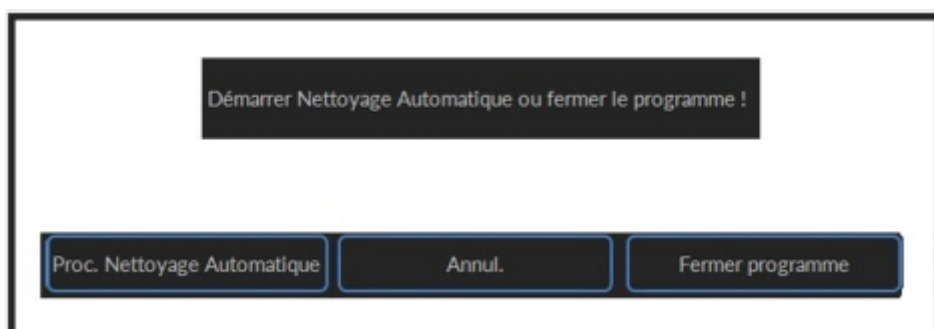 Démarrer Nettoyage Automatique ou fermer le programme !
Proc. Nettoyage Automatique
Annul.
Fermer programme